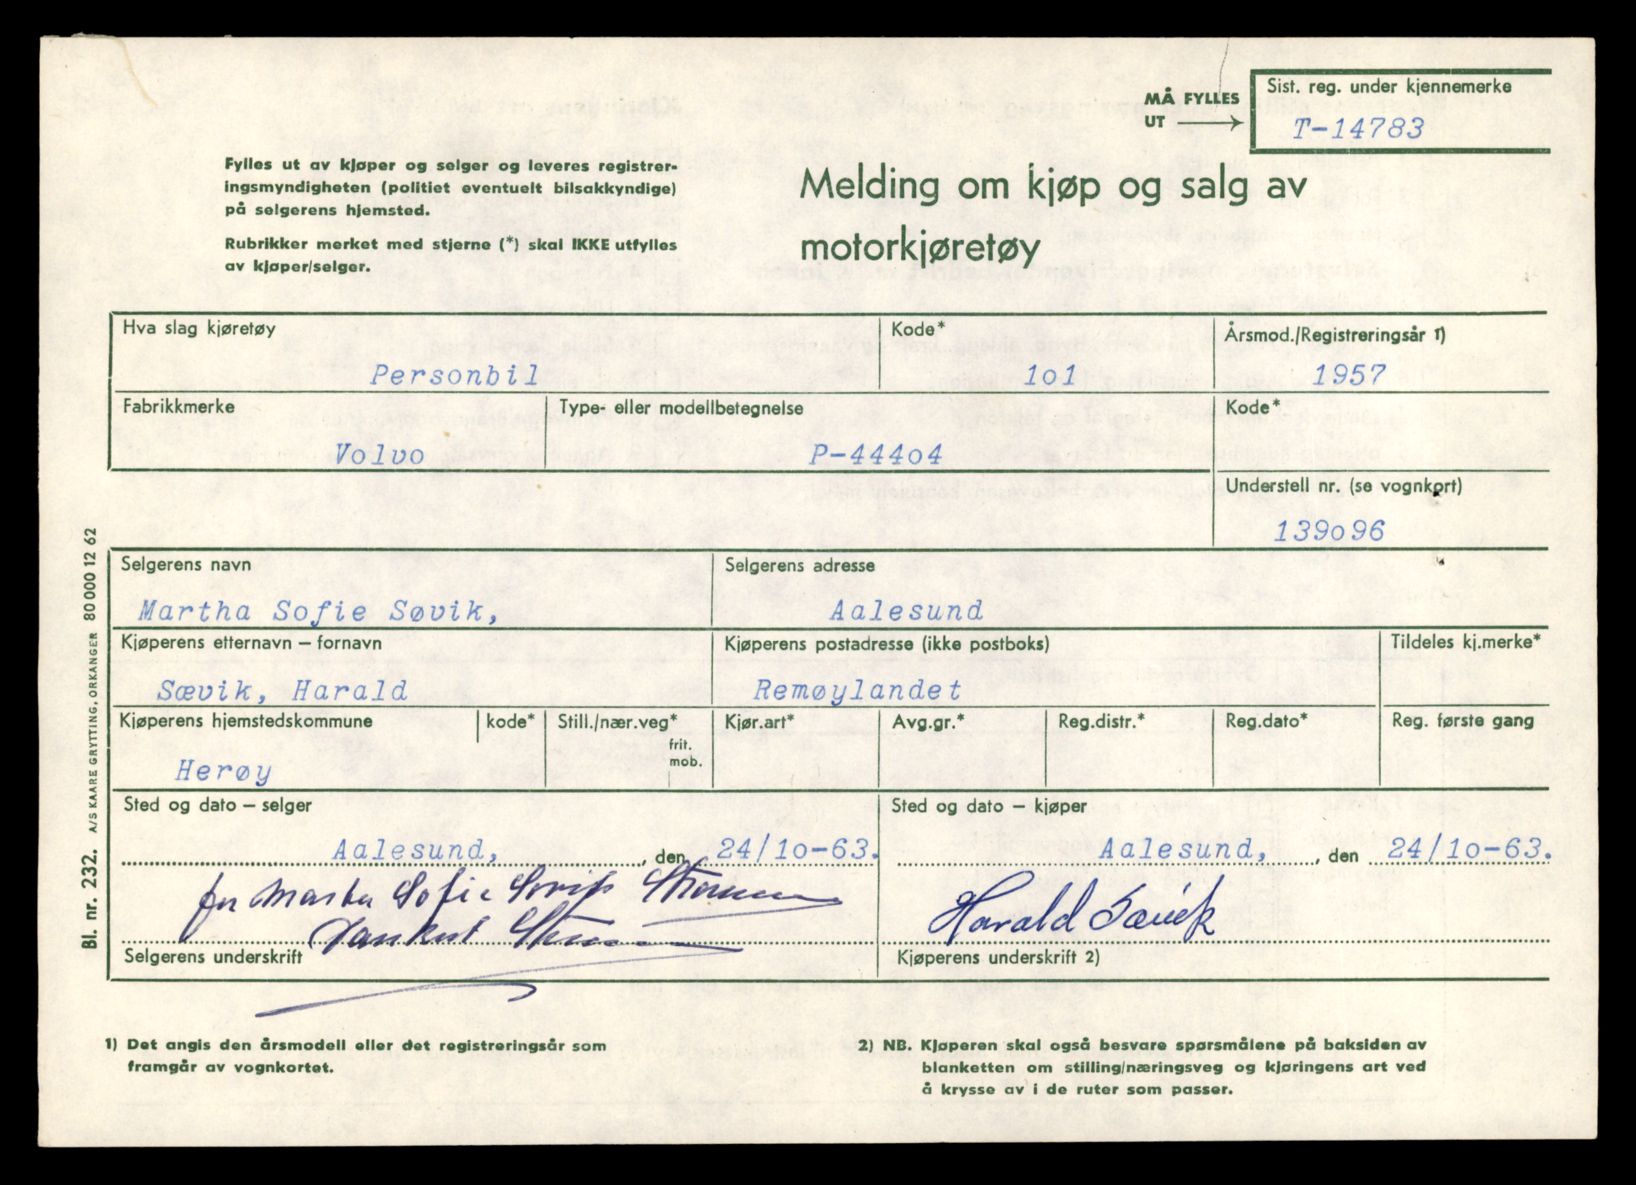 MÅ FYLLES
UT
Sist. reg. under kjennemerke
T-14783
Fylles ut av kjøper og selger og leveres registrer-
ingsmyndigheten (politiet eventuelt bilsakkyndige)
på selgerens hjemsted.
Rubrikker merket med stjerne (*) skal IKKE utfylles
av kjøper/selger.
Melding om kjøp og salg av
motorkjøretøy
Hva slag kjøretøy
Personbil
Kode*
1o1
Årsmod./Registreringsår 1)
1957
Fabrikkmerke
Volvo
Type- eller modellbetegnelse
P-444o4
Kode*
Understell nr. (se vognkort)
139o96
Selgerens navn
Martha Sofie Søvik,
Selgerens adresse
Aalesund
Kjøperens etternavn – fornavn
Sævik, Harald
Kjøperens postadresse (ikke postboks)
Remøylandet
Tildeles kj.merke*
Kjøperens hjemstedskommune
Herøy
kode*
Still./nær.veg*
frit.
mob.
Kjør.art*
Avg.gr.*
Reg.distr.*
Reg.dato*
Reg. første gang
Sted og dato – selger
Aalesund, , den 24/1o-63.
for Marta Sofie
Selgerens underskrift
Sted og dato – kjøper
Aalesund, , den 24/1o-63.
Harald Sævik
Kjøperens underskrift 2)
1) Det angis den årsmodell eller det registreringsår som
framgår av vognkortet.
2) NB. Kjøperen skal også besvare spørsmålene på baksiden av
blanketten om stilling/næringsveg og kjøringens art ved
å krysse av i de ruter som passer.
Bl. nr. 232. A/S KAARE GRYTTING, ORKANGER 80 000 12 62